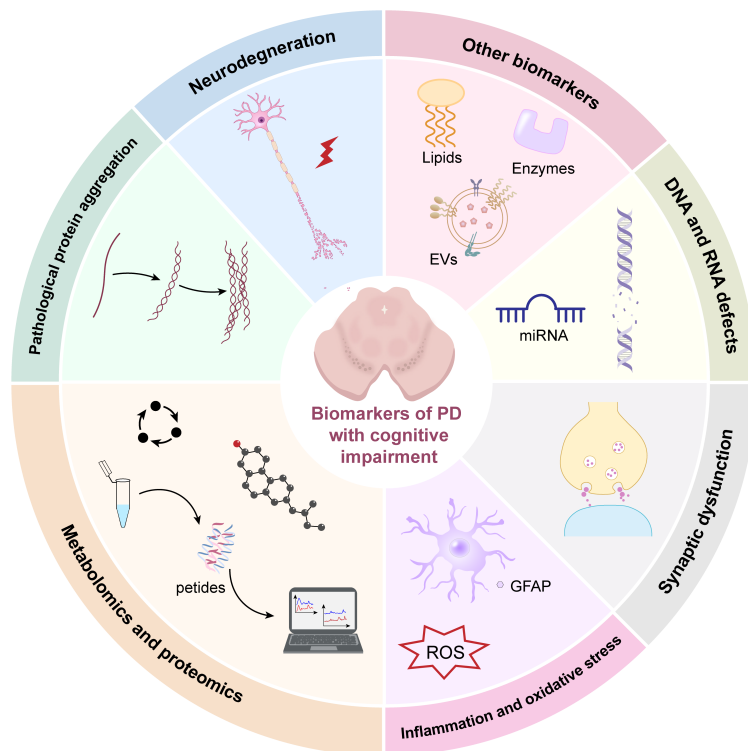 Neurodegneration
Other biomarkers
Lipids
Enzymes
EVs
DNA and RNA defects
miRNA
Pathological protein aggregation
Biomarkers of PD
with cognitive
impairment
Synaptic dysfunction
GFAP
ROS
Inflammation and oxidative stress
petides
Metabolomics and proteomics